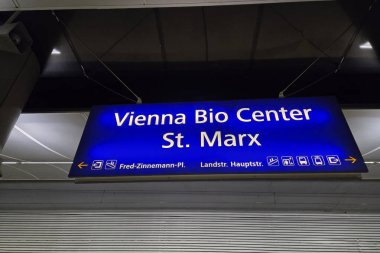 Vienna Bio Center
St. Marx
Fred-Zinnemann-Pl. Landstr. Hauptstr.